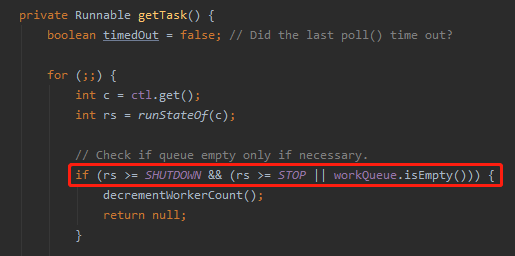 private Runnable getTask() {
boolean timedOut = false; // Did the last poll() time out?
for (;;) {
int c = ctl.get();
int rs = runStateOf(c);
// Check if queue empty only if necessary.
if (rs >= SHUTDOWN && (rs >= STOP || workQueue.isEmpty())) {
decrementWorkerCount();
return null;
}